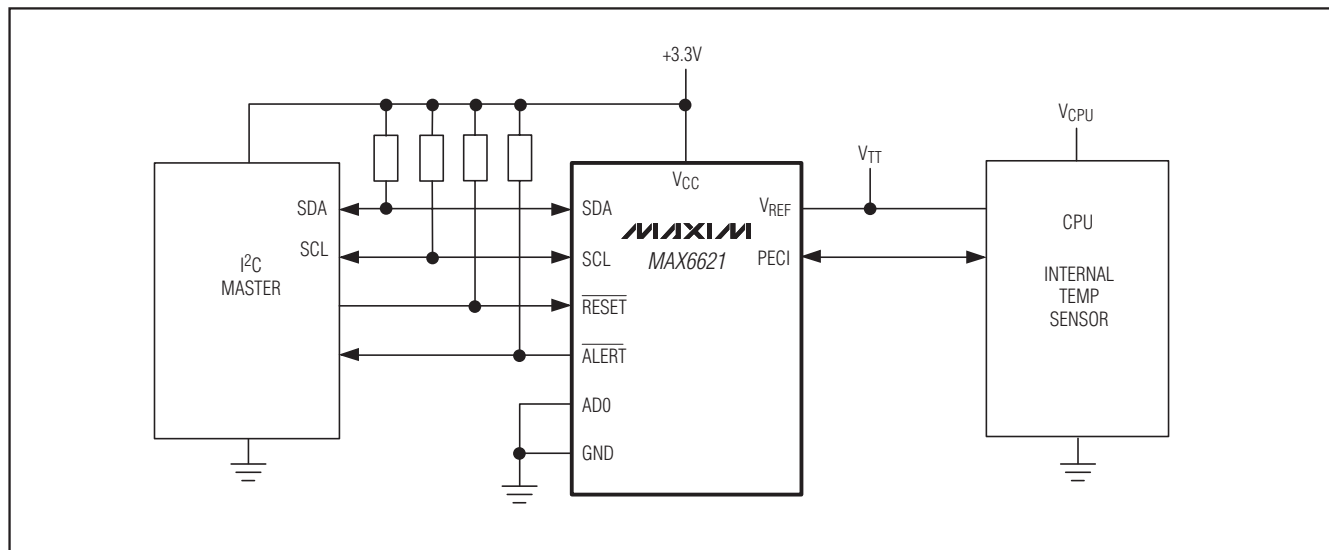 +3.3V
VCPU
VTT
VCC
SDA
SDA
VREF
MAXIM
MAX6621
CPU
SCL
SCL
PECI
I2C
MASTER
INTERNAL
TEMP
SENSOR
RESET
ALERT
AD0
GND